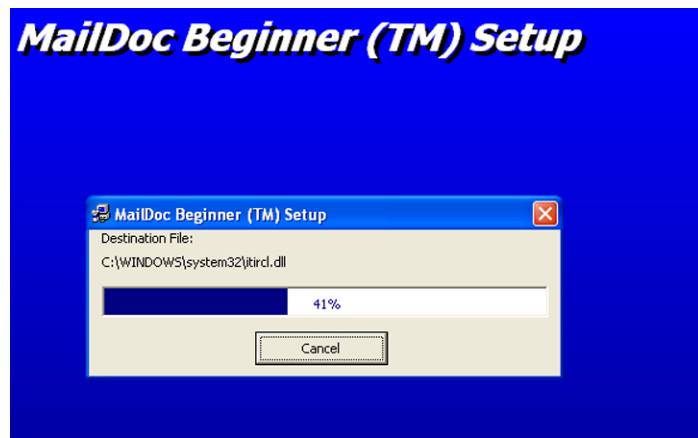 MailDoc Beginner (TM) Setup
MailDoc Beginner (TM) Setup
Destination File:
C:\WINDOWS\system32\itircl.dll
41%
Cancel